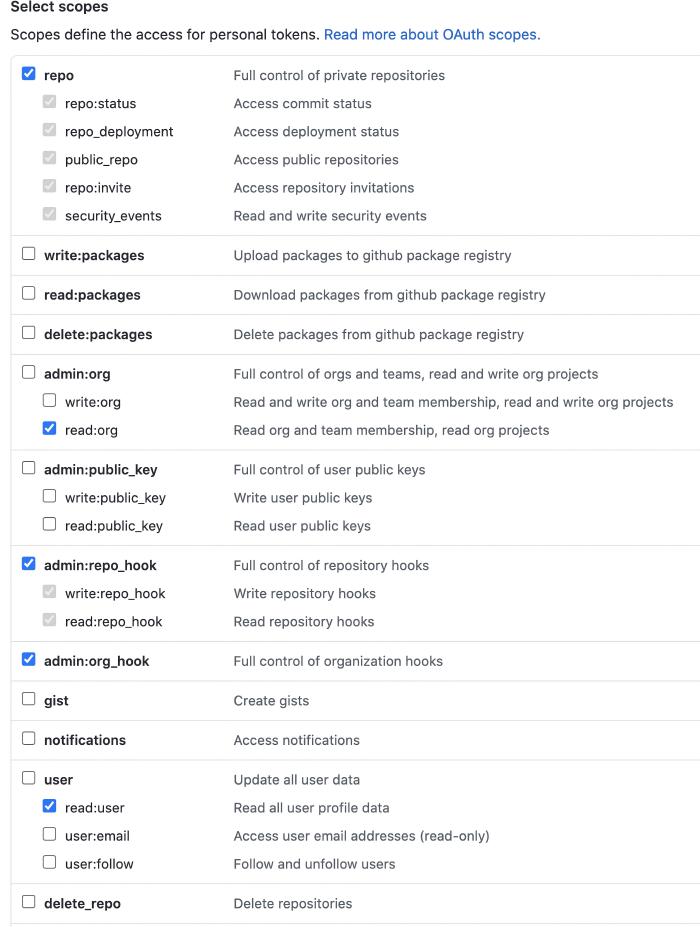 Select scopes
Scopes define the access for personal tokens. Read more about OAuth scopes.
repo Full control of private repositories
repo:status Access commit status
repo_deployment Access deployment status
public_repo Access public repositories
repo:invite Access repository invitations
security_events Read and write security events
write:packages Upload packages to github package registry
read:packages Download packages from github package registry
delete:packages Delete packages from github package registry
admin:org Full control of orgs and teams, read and write org projects
write:org Read and write org and team membership, read and write org projects
read:org Read org and team membership, read org projects
admin:public_key Full control of user public keys
write:public_key Write user public keys
read:public_key Read user public keys
admin:repo_hook Full control of repository hooks
write:repo_hook Write repository hooks
read:repo_hook Read repository hooks
admin:org_hook Full control of organization hooks
gist Create gists
notifications Access notifications
user Update all user data
read:user Read all user profile data
user:email Access user email addresses (read-only)
user:follow Follow and unfollow users
delete_repo Delete repositories